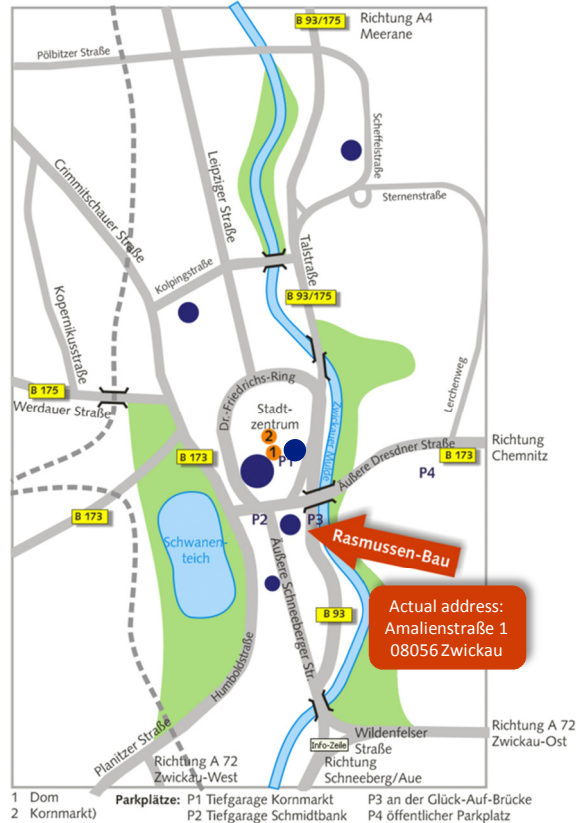 B 93/175
Richtung A4
Meerane
Pölbitzer Straße
Scheffelstraße
Crimmitschauer Straße
Leipziger Straße
Sternenstraße
Talstraße
Kolpingstraße
B 93/175
Kopernikusstraße
Dr.-Friedrichs-Ring
Lerchenweg
B 175
Werdauer Straße
Stadt-
zentrum
2
1
P1
Zwickauer Mulde
Äußere Dresdner Straße
B 173
Richtung
Chemnitz
B 173
P4
B 173
P2
P3
Schwanen-
teich
Rasmussen-Bau
Äußere Schneeberger Str.
Actual address:
Amalienstraße 1
08056 Zwickau
B 93
Humboldtstraße
Planitzer Straße
Wildenfelser
Straße
Richtung A 72
Zwickau-Ost
Info-Zeile
Richtung
Schneeberg/Aue
Richtung A 72
Zwickau-West
1 Dom
2 Kornmarkt)
Parkplätze: P1 Tiefgarage Kornmarkt P3 an der Glück-Auf-Brücke
P2 Tiefgarage Schmidtbank P4 öffentlicher Parkplatz